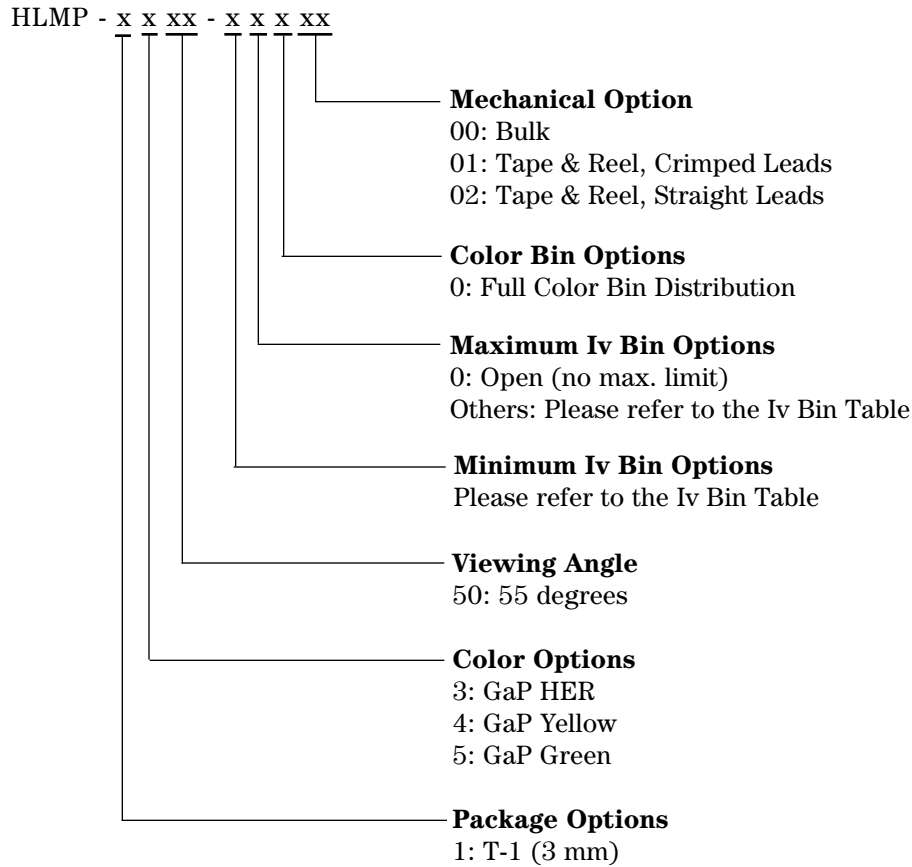 HLMP - x x xx - x x x xx
Mechanical Option
00: Bulk
01: Tape & Reel, Crimped Leads
02: Tape & Reel, Straight Leads
Color Bin Options
0: Full Color Bin Distribution
Maximum Iv Bin Options
0: Open (no max. limit)
Others: Please refer to the Iv Bin Table
Minimum Iv Bin Options
Please refer to the Iv Bin Table
Viewing Angle
50: 55 degrees
Color Options
3: GaP HER
4: GaP Yellow
5: GaP Green
Package Options
1: T-1 (3 mm)